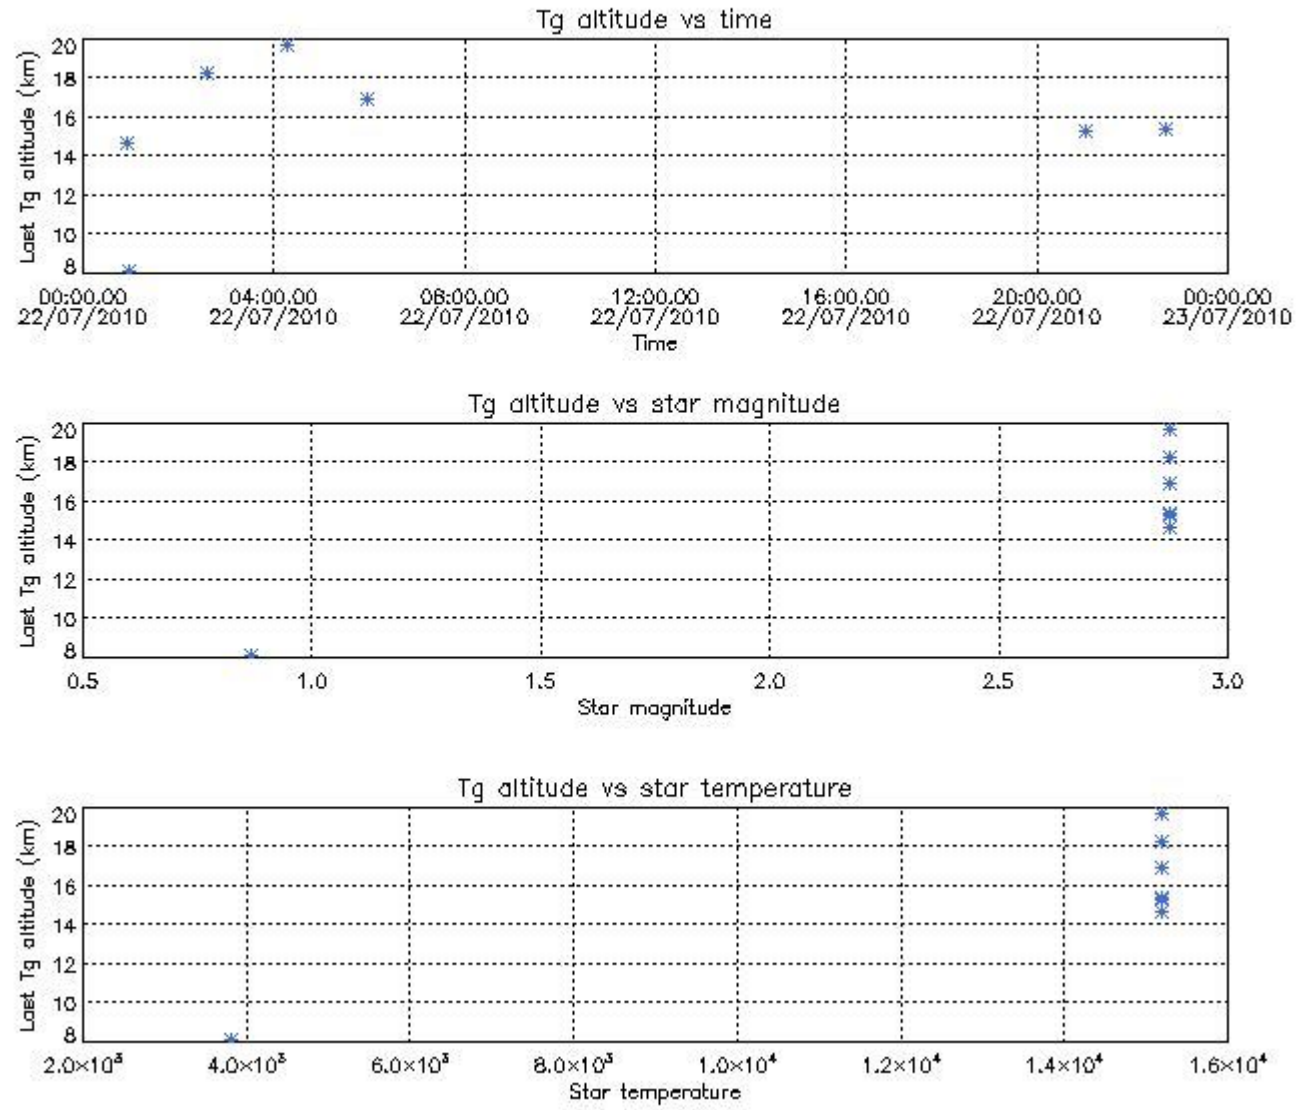 Tg altitude vs time
Last Tg altitude (km)
20
18
16
14
12
10
8
00:00.00 04:00.00 08:00.00 12:00.00 16:00.00 20:00.00 00:00.00
22/07/2010 22/07/2010 22/07/2010 22/07/2010 22/07/2010 22/07/2010 23/07/2010
Time
Tg altitude vs star magnitude
Last Tg altitude (km)
20
18
16
14
12
10
8
0.5 1.0 1.5 2.0 2.5 3.0
Star magnitude
Tg altitude vs star temperature
Last Tg altitude (km)
20
18
16
14
12
10
8
2.0×10³ 4.0×10³ 6.0×10³ 8.0×10³ 1.0×10⁴ 1.2×10⁴ 1.4×10⁴ 1.6×10⁴
Star temperature